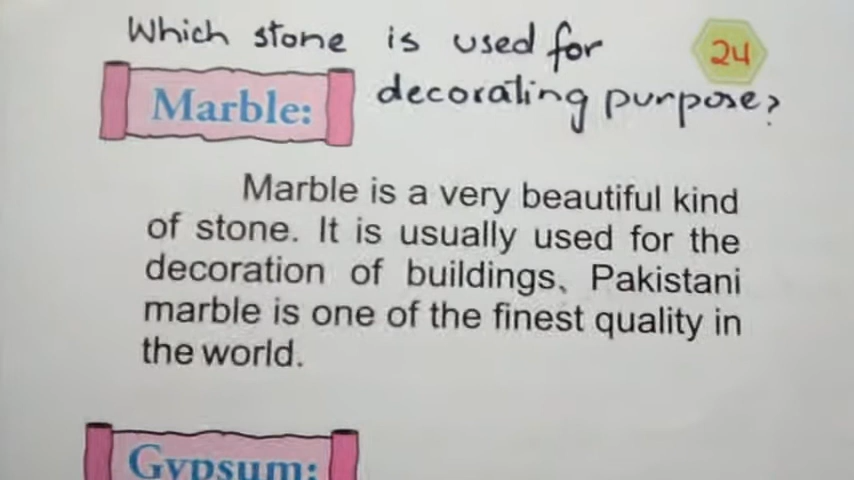 Which stone is used for
24
Marble:
decorating purpose?
Marble is a very beautiful kind
of stone. It is usually used for the
decoration of buildings. Pakistani
marble is one of the finest quality in
the world.
Gypsum: